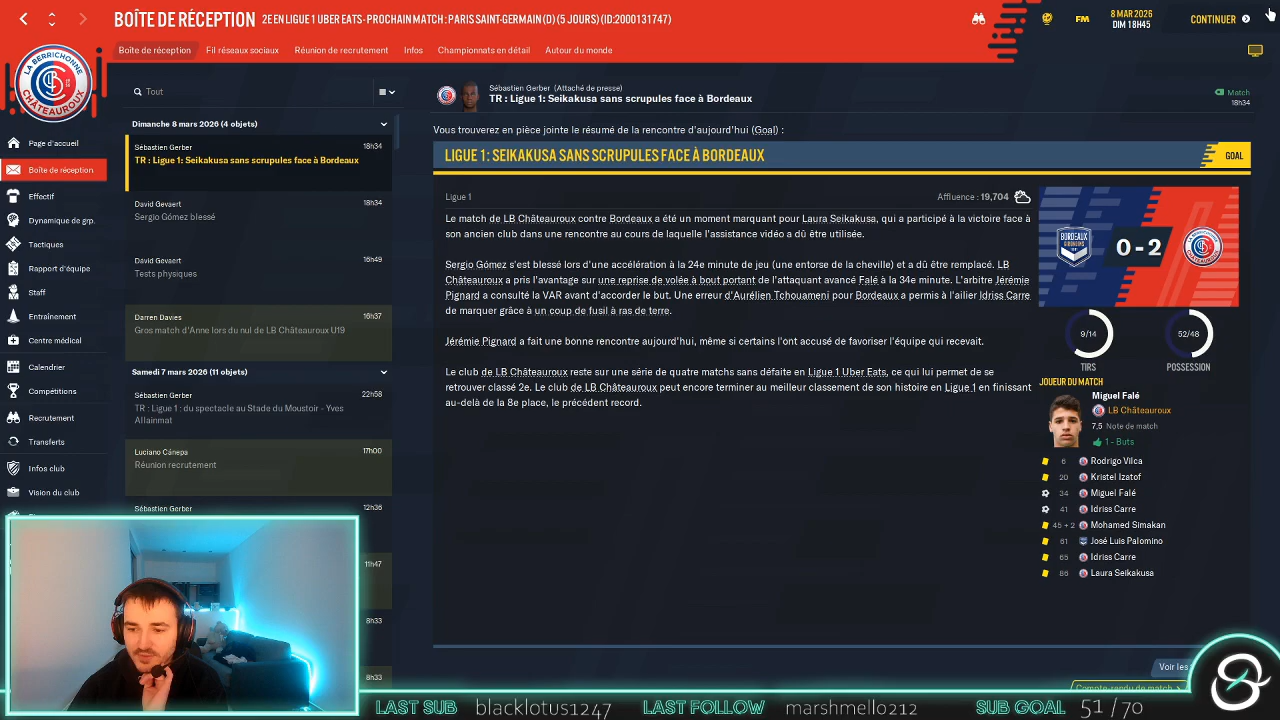 BOÎTE DE RÉCEPTION
2E EN LIGUE 1 UBER EATS - PROCHAIN MATCH : PARIS SAINT-GERMAIN (D) (5 JOURS) (ID:2000131747)
FM
8 MAR 2026
DIM 18H45
CONTINUER
Boîte de réception
Fil réseaux sociaux
Réunion de recrutement
Infos
Championnats en détail
Autour du monde
LA BERRICHONNE
CHÂTEAUROUX
Page d'accueil
Boîte de réception
Effectif
Dynamique de grp.
Tactiques
Rapport d'équipe
Staff
Entraînement
Centre médical
Calendrier
Compétitions
Recrutement
Transferts
Infos club
Vision du club
Tout
Dimanche 8 mars 2026 (4 objets)
Sébastien Gerber 18h34
TR : Ligue 1: Seikakusa sans scrupules face à Bordeaux
David Gevaert 18h34
Sergio Gómez blessé
David Gevaert 16h49
Tests physiques
Darren Davies 16h37
Gros match d'Anne lors du nul de LB Châteauroux U19
Samedi 7 mars 2026 (11 objets)
Sébastien Gerber 22h58
TR : Ligue 1 : du spectacle au Stade du Moustoir - Yves
Allainmat
Luciano Cánepa 17h00
Réunion recrutement
Sébastien Gerber 12h36
11h47
8h33
8h33
Sébastien Gerber (Attaché de presse)
TR : Ligue 1: Seikakusa sans scrupules face à Bordeaux
Match
18h34
Vous trouverez en pièce jointe le résumé de la rencontre d'aujourd'hui (Goal) :
LIGUE 1 : SEIKAKUSA SANS SCRUPULES FACE À BORDEAUX
GOAL
Ligue 1
Affluence : 19,704
Le match de LB Châteauroux contre Bordeaux a été un moment marquant pour Laura Seikakusa, qui a participé à la victoire face à
son ancien club dans une rencontre au cours de laquelle l'assistance vidéo a dû être utilisée.
Sergio Gómez s'est blessé lors d'une accélération à la 24e minute de jeu (une entorse de la cheville) et a dû être remplacé. LB
Châteauroux a pris l'avantage sur une reprise de volée à bout portant de l'attaquant avancé Falé à la 34e minute. L'arbitre Jérémie
Pignard a consulté la VAR avant d'accorder le but. Une erreur d'Aurélien Tchouameni pour Bordeaux a permis à l'ailier Idriss Carre
de marquer grâce à un coup de fusil à ras de terre.
Jérémie Pignard a fait une bonne rencontre aujourd'hui, même si certains l'ont accusé de favoriser l'équipe qui recevait.
Le club de LB Châteauroux reste sur une série de quatre matchs sans défaite en Ligue 1 Uber Eats, ce qui lui permet de se
retrouver classé 2e. Le club de LB Châteauroux peut encore terminer au meilleur classement de son histoire en Ligue 1 en finissant
au-delà de la 8e place, le précédent record.
BORDEAUX
GIRONDINS
0 - 2
9/14
TIRS
52/48
POSSESSION
JOUEUR DU MATCH
Miguel Falé
LB Châteauroux
7.5 Note de match
1 - Buts
6 Rodrigo Vilca
20 Kristel Izatof
34 Miguel Falé
41 Idriss Carre
45 + 2 Mohamed Simakan
61 José Luis Palomino
65 Idriss Carre
86 Laura Seikakusa
Voir les
Compte-rendu de match
LAST SUB
blacklotus1247
LAST FOLLOW
marshmello212
SUB GOAL
51 / 70